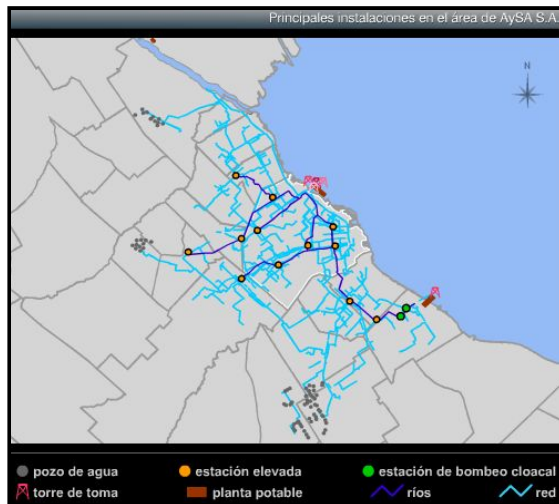 Principales instalaciones en el área de AySA S.A.
N
pozo de agua estación elevada estación de bombeo cloacal
torre de toma planta potable ríos not